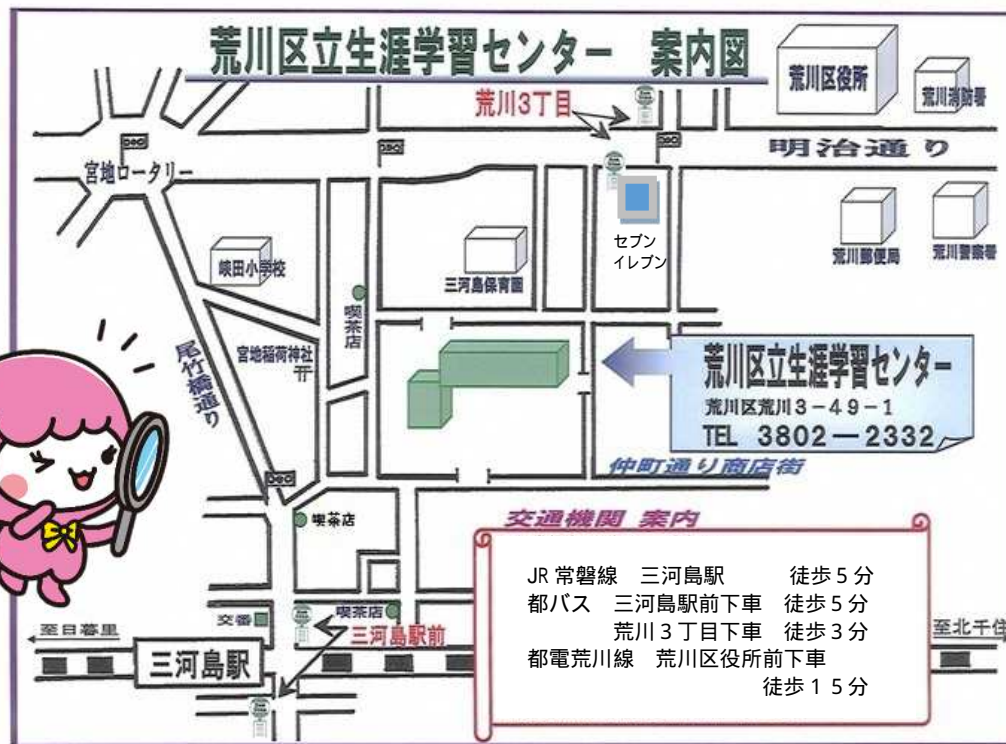 荒川区立生涯学習センター 案内図
荒川区役所
荒川消防署
荒川3丁目
明治通り
宮地ロータリー
セブン
イレブン
荒川郵便局
荒川警察署
峡田小学校
三河島保育園
喫茶店
宮地稲荷神社
尾竹橋通り
荒川区立生涯学習センター
荒川区荒川3-49-1
TEL 3802-2332
仲町通り商店街
喫茶店
交通機関 案内
JR 常磐線 三河島駅 徒歩5分
都バス 三河島駅前下車 徒歩5分
荒川3丁目下車 徒歩3分
都電荒川線 荒川区役所前下車
徒歩15分
交番
喫茶店
三河島駅前
至日暮里
至北千住
三河島駅